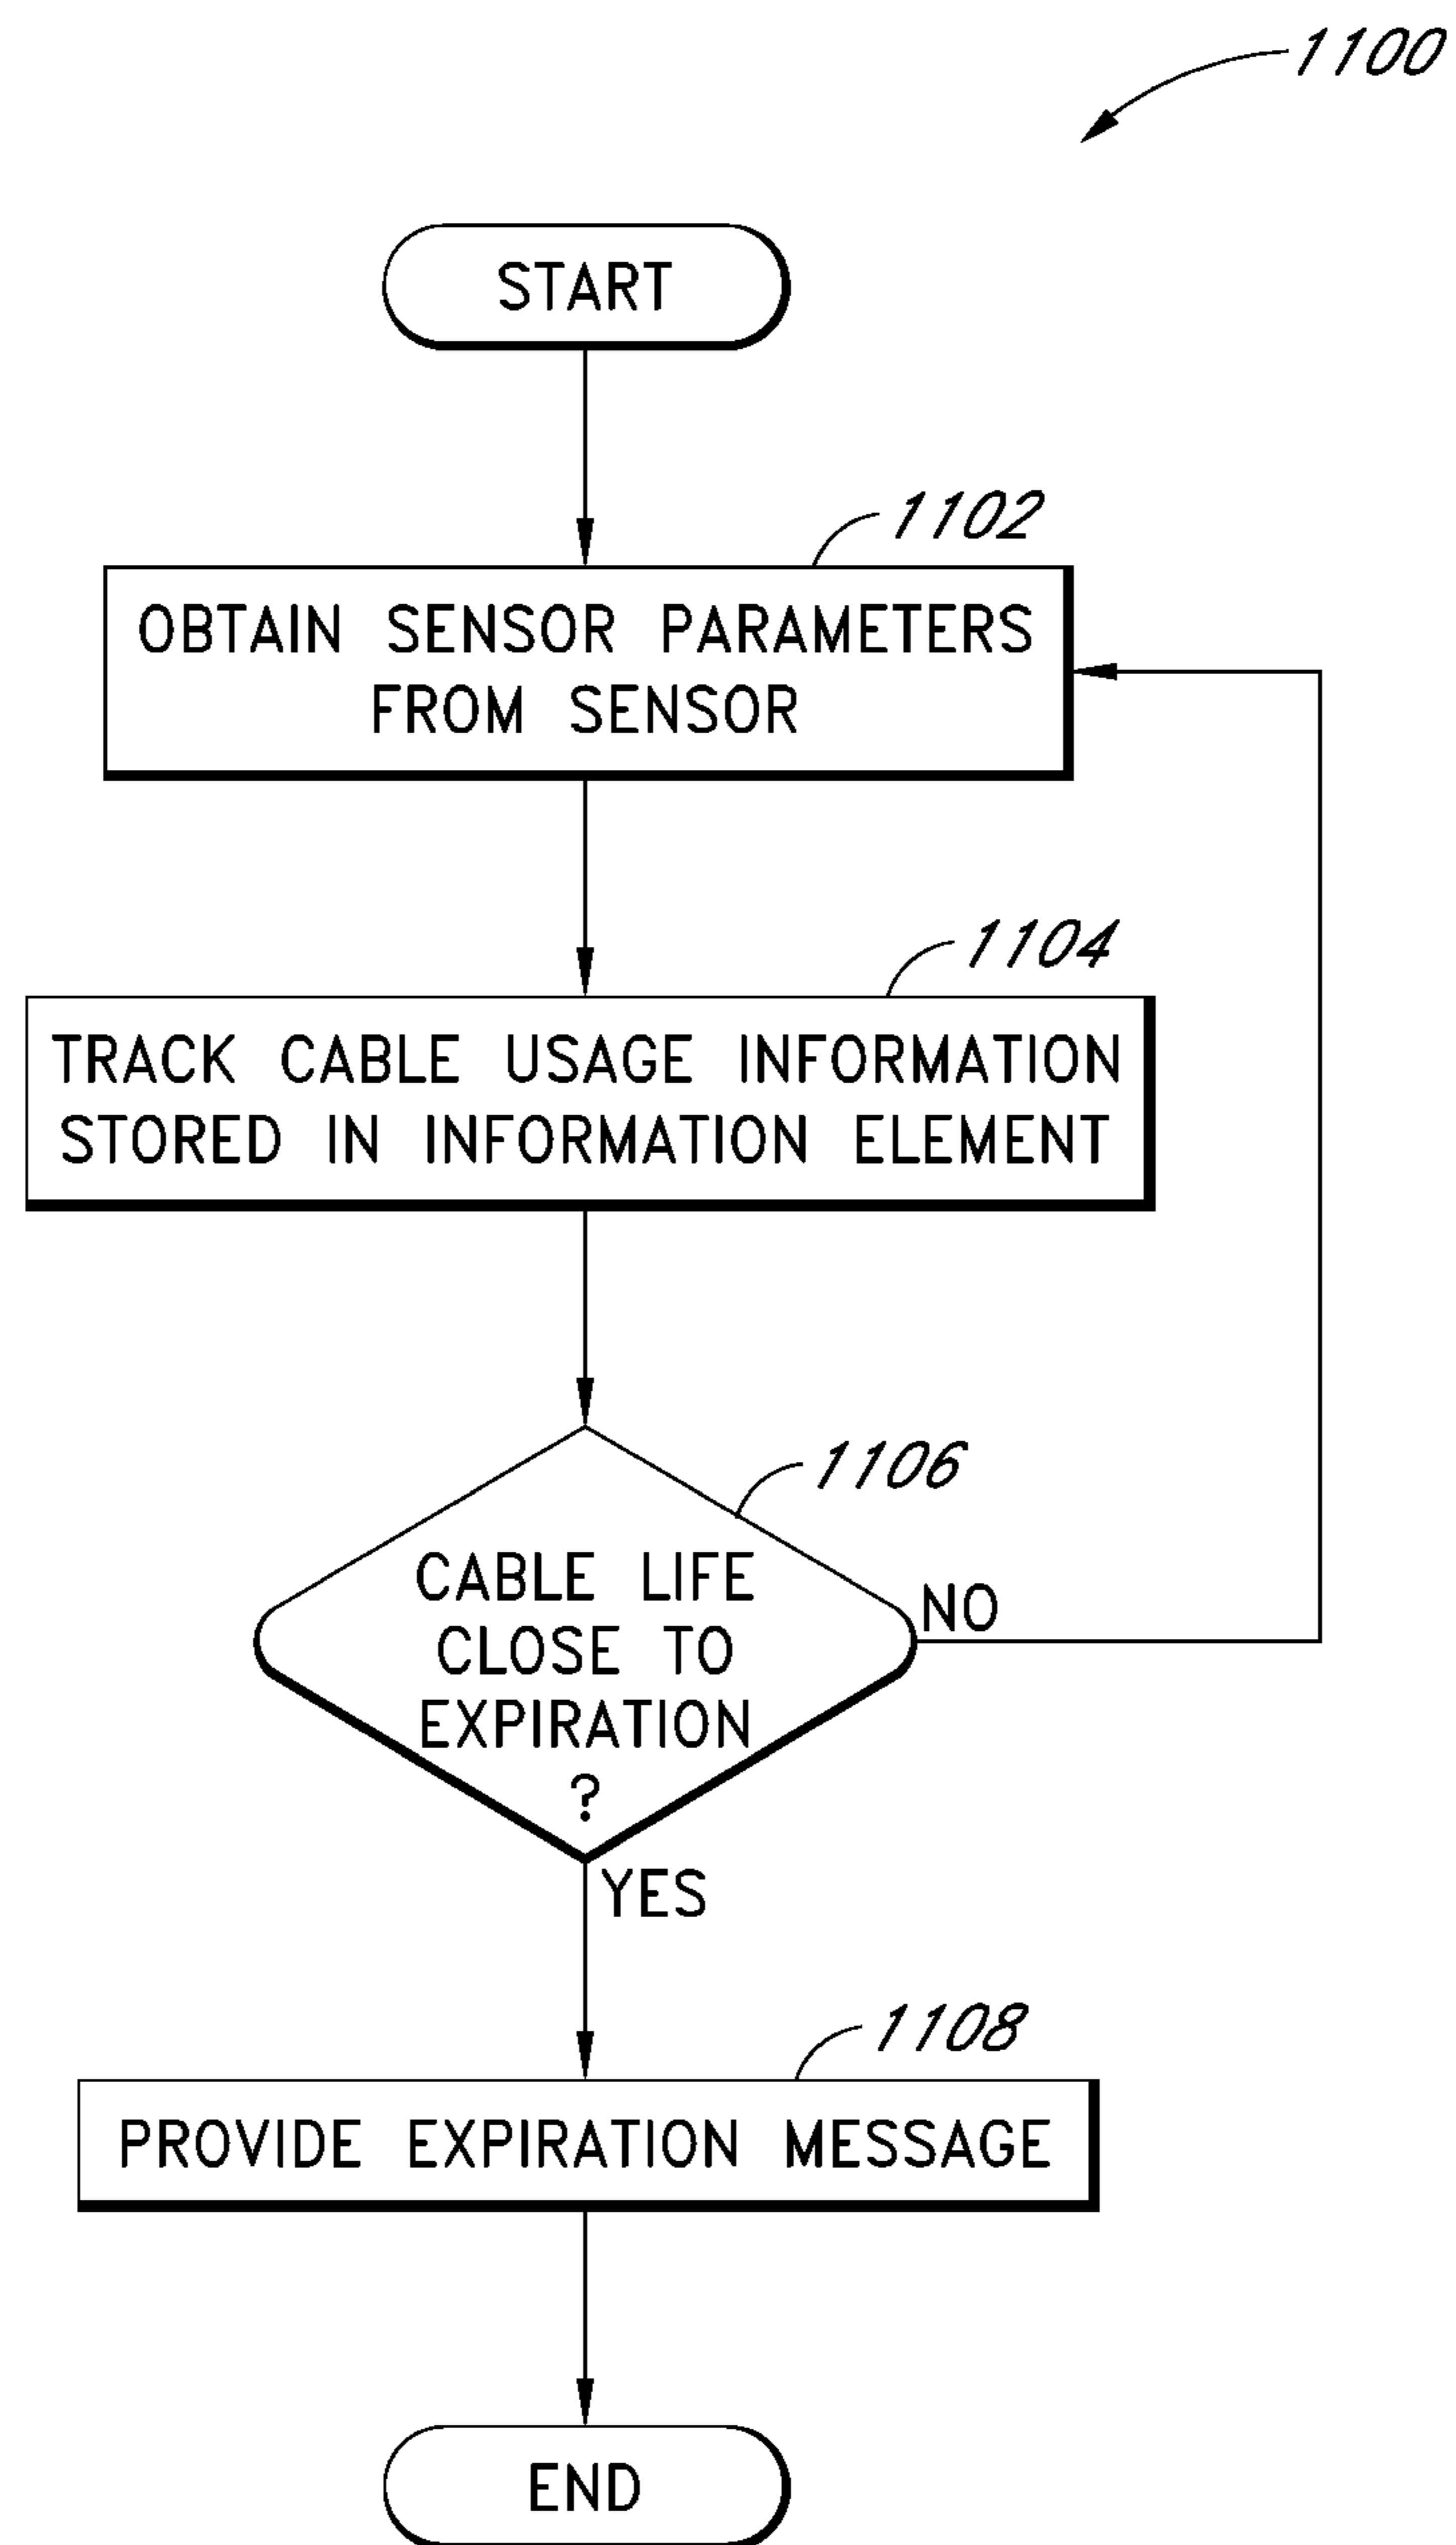 1100
START
1102
OBTAIN SENSOR PARAMETERS
FROM SENSOR
1104
TRACK CABLE USAGE INFORMATION
STORED IN INFORMATION ELEMENT
1106
CABLE LIFE
CLOSE TO
EXPIRATION
?
NO
YES
1108
PROVIDE EXPIRATION MESSAGE
END